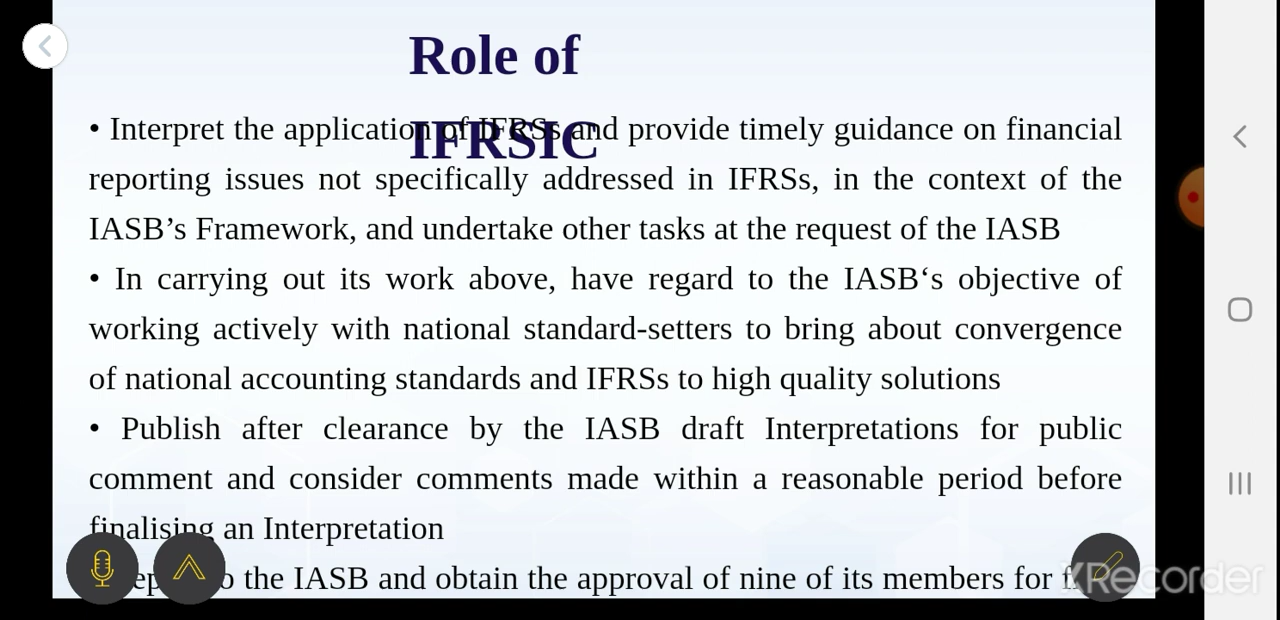 Role of
IFRSIC
• Interpret the application of IFRSs and provide timely guidance on financial
reporting issues not specifically addressed in IFRSs, in the context of the
IASB’s Framework, and undertake other tasks at the request of the IASB
• In carrying out its work above, have regard to the IASB‘s objective of
working actively with national standard-setters to bring about convergence
of national accounting standards and IFRSs to high quality solutions
• Publish after clearance by the IASB draft Interpretations for public
comment and consider comments made within a reasonable period before
finalising an Interpretation
the IASB and obtain the approval of nine of its members for
XRecorder